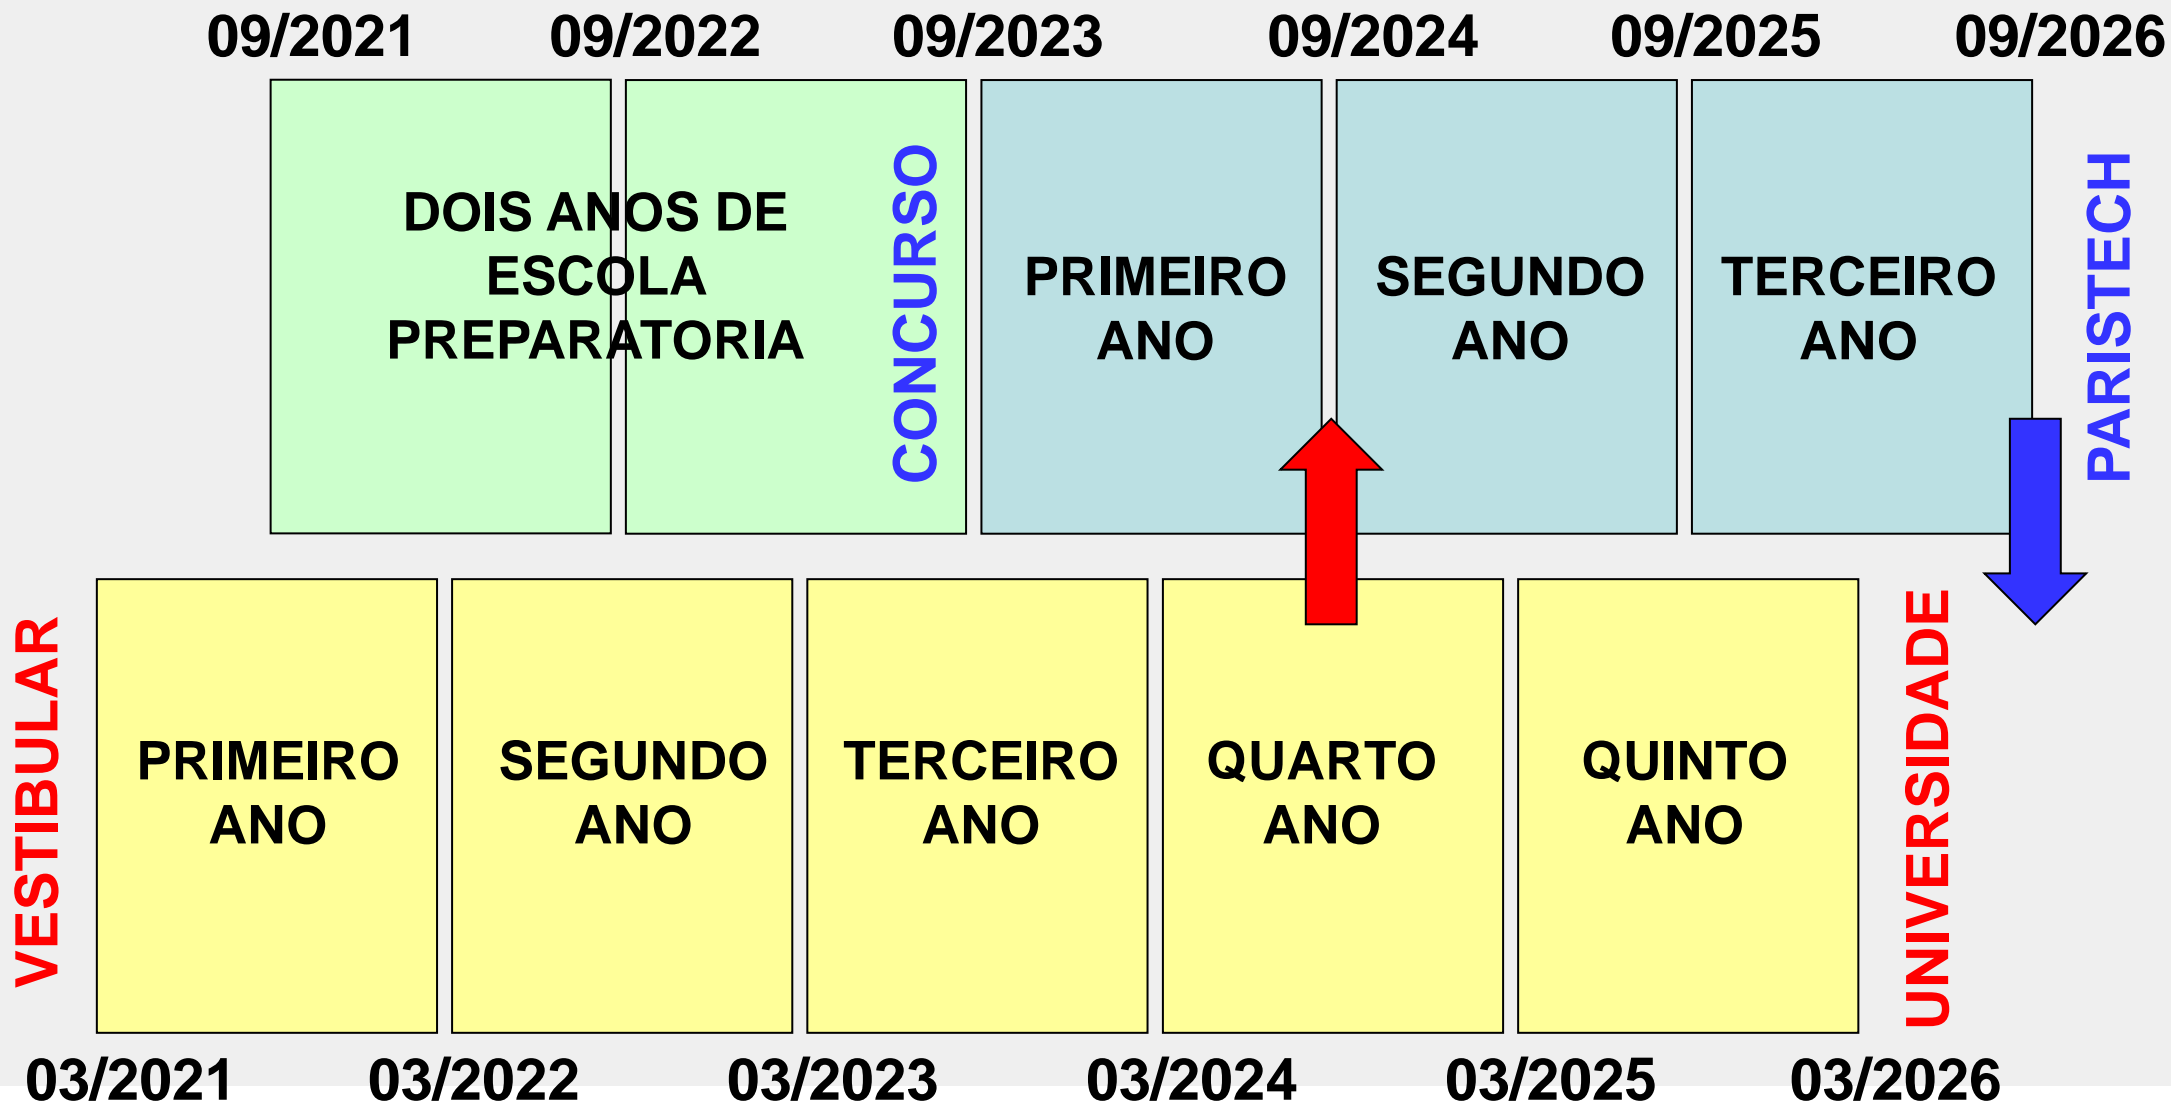 09/2021 09/2022 09/2023 09/2024 09/2025 09/2026
DOIS ANOS DE
ESCOLA
PREPARATORIA
CONCURSO
PRIMEIRO
ANO
SEGUNDO
ANO
TERCEIRO
ANO
PARISTECH
VESTIBULAR
PRIMEIRO
ANO
SEGUNDO
ANO
TERCEIRO
ANO
QUARTO
ANO
QUINTO
ANO
UNIVERSIDADE
03/2021 03/2022 03/2023 03/2024 03/2025 03/2026